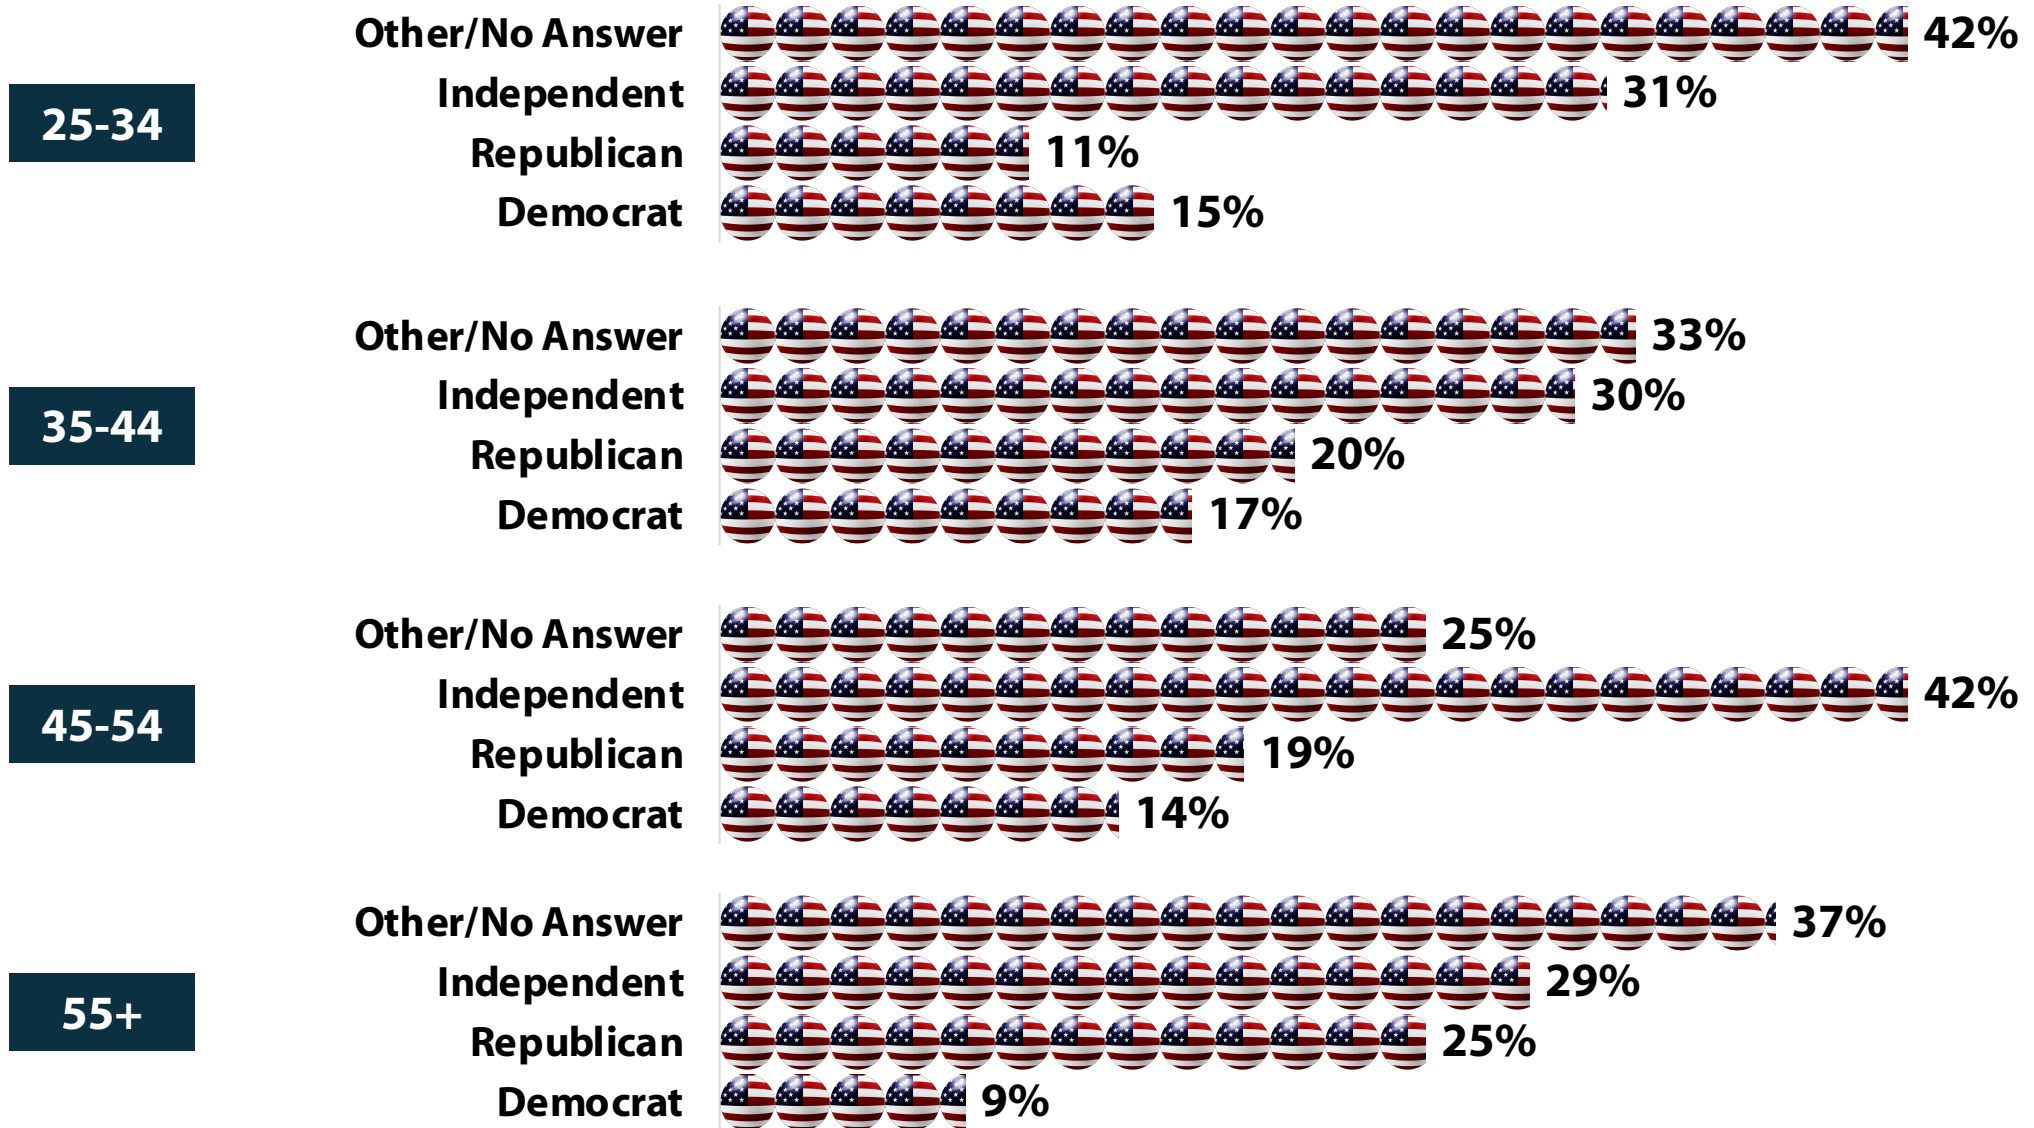 Other/No Answer 42%
Independent 31%
25-34
Republican 11%
Democrat 15%
Other/No Answer 33%
Independent 30%
35-44
Republican 20%
Democrat 17%
Other/No Answer 25%
Independent 42%
45-54
Republican 19%
Democrat 14%
Other/No Answer 37%
Independent 29%
55+
Republican 25%
Democrat 9%